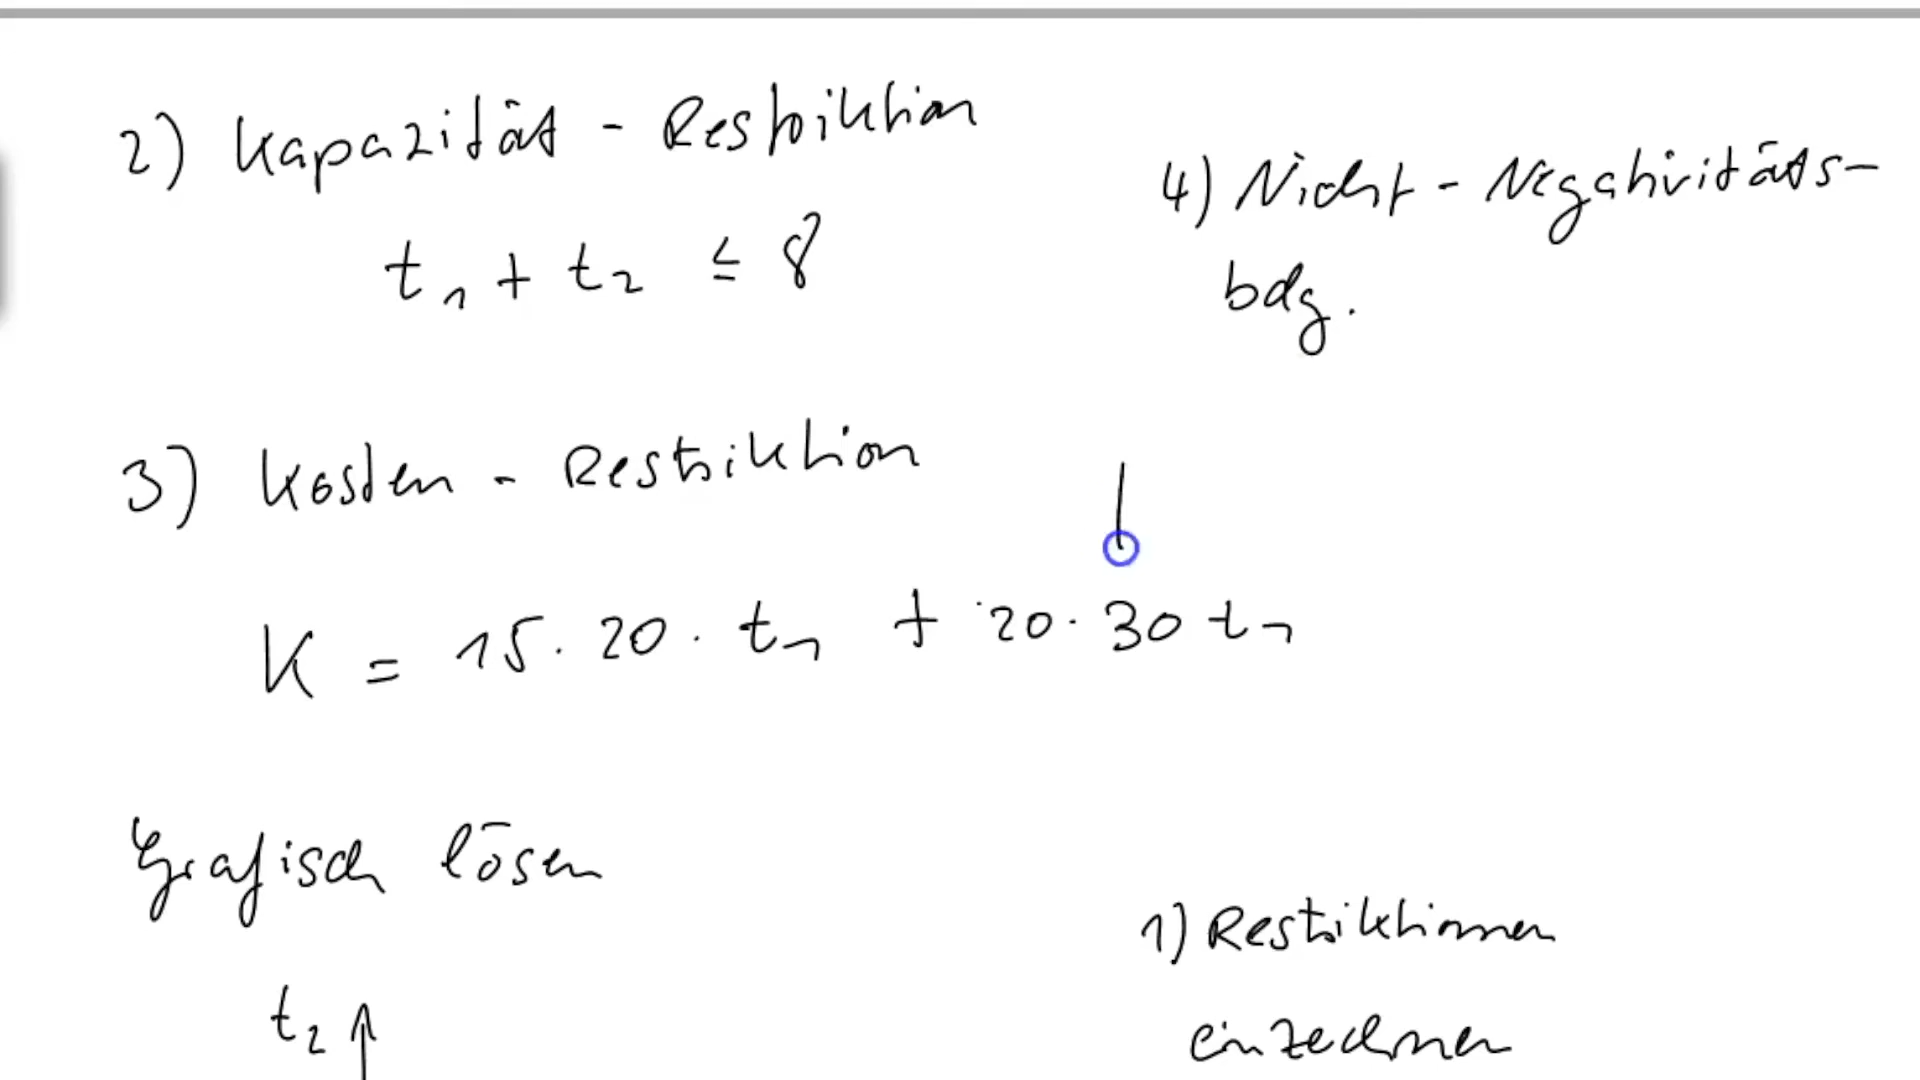 2) Kapazität - Restriktion
t₁ + t₂ ≤ 8
4) Nicht - Negativitäts-
bdg.
3) Kosten - Restriktion
K = 15 · 20 · t₁ + 20 · 30 t₁
Grafisch lösen
1) Restriktionen
einzechnen
t₂